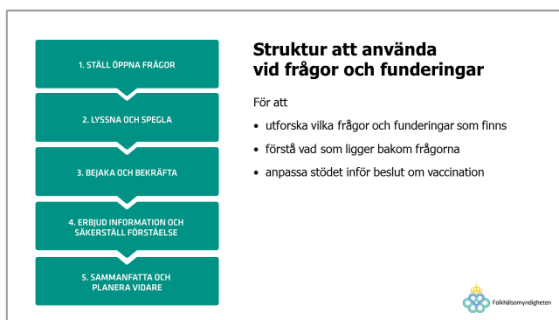 1. STÄLL ÖPPNA FRÅGOR
2. LYSSNA OCH SPEGLA
3. BEJAKA OCH BEKRÄFTA
4. ERBJUD INFORMATION OCH
SÄKERSTÄLL FÖRSTÅELSE
5. SAMMANFATTA OCH
PLANERA VIDARE
Struktur att använda
vid frågor och funderingar
För att
• utforska vilka frågor och funderingar som finns
• förstå vad som ligger bakom frågorna
• anpassa stödet inför beslut om vaccination
Folkhälsomyndigheten